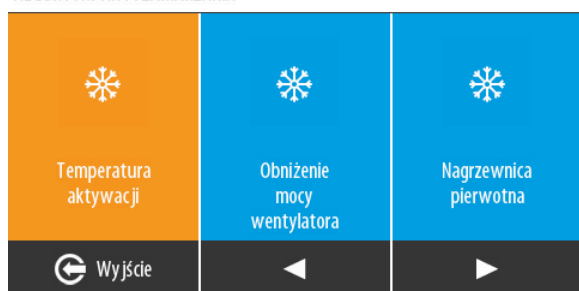 Temperatura
aktywacji
Obniżenie
mocy
wentylatora
Nagrzewnica
pierwotna
Wyjście